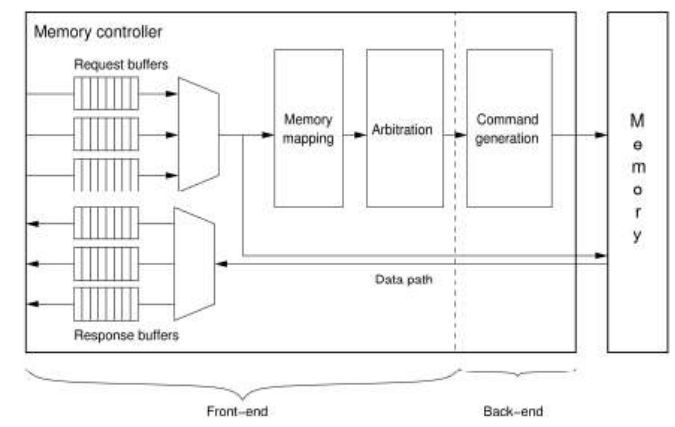 Memory controller
Request buffers
Memory
mapping
Arbitration
Command
generation
M
e
m
o
r
y
Data path
Response buffers
Front-end
Back-end